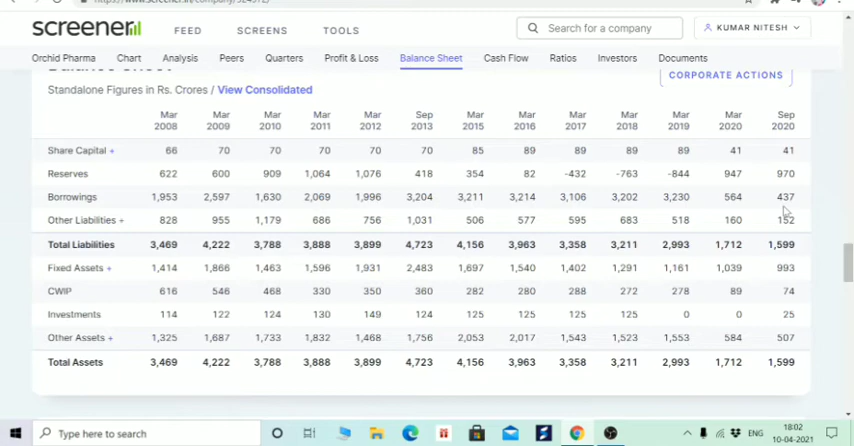 screener
FEED SCREENS TOOLS
Search for a company
KUMAR NITESH
Orchid Pharma Chart Analysis Peers Quarters Profit & Loss Balance Sheet Cash Flow Ratios Investors Documents
Balance Sheet
CORPORATE ACTIONS
Standalone Figures in Rs. Crores / View Consolidated
Mar 2008 Mar 2009 Mar 2010 Mar 2011 Mar 2012 Sep 2013 Mar 2015 Mar 2016 Mar 2017 Mar 2018 Mar 2019 Mar 2020 Sep 2020
Share Capital + 66 70 70 70 70 70 85 89 89 89 89 41 41
Reserves 622 600 909 1,064 1,076 418 354 82 -432 -763 -844 947 970
Borrowings 1,953 2,597 1,630 2,069 1,996 3,204 3,211 3,214 3,106 3,202 3,230 564 437
Other Liabilities + 828 955 1,179 686 756 1,031 506 577 595 683 518 160 152
Total Liabilities 3,469 4,222 3,788 3,888 3,899 4,723 4,156 3,963 3,358 3,211 2,993 1,712 1,599
Fixed Assets + 1,414 1,866 1,463 1,596 1,931 2,483 1,697 1,540 1,402 1,291 1,161 1,039 993
CWIP 616 546 468 330 350 360 282 280 288 272 278 89 74
Investments 114 122 124 130 149 124 125 125 125 125 0 0 25
Other Assets + 1,325 1,687 1,733 1,832 1,468 1,756 2,053 2,017 1,543 1,523 1,553 584 507
Total Assets 3,469 4,222 3,788 3,888 3,899 4,723 4,156 3,963 3,358 3,211 2,993 1,712 1,599
Type here to search
ENG
18:02
10-04-2021